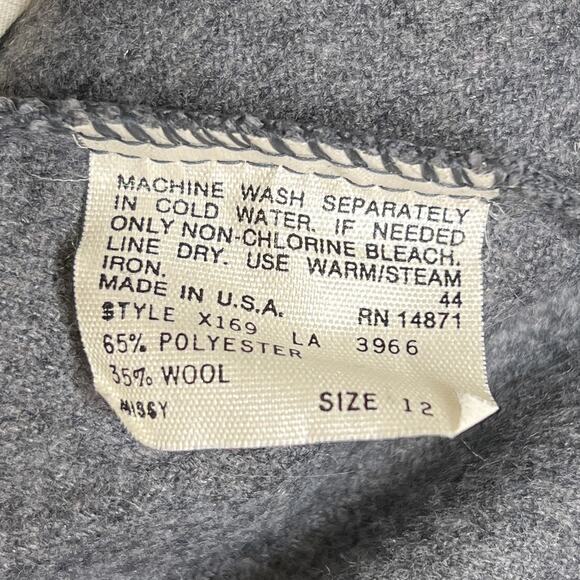 MACHINE WASH SEPARATELY
IN COLD WATER. IF NEEDED
ONLY NON-CHLORINE BLEACH.
LINE DRY. USE WARM/STEAM
IRON. 44
MADE IN U.S.A. RN 14871
STYLE X169 LA 3966
65% POLYESTER
35% WOOL
MISSY SIZE 12